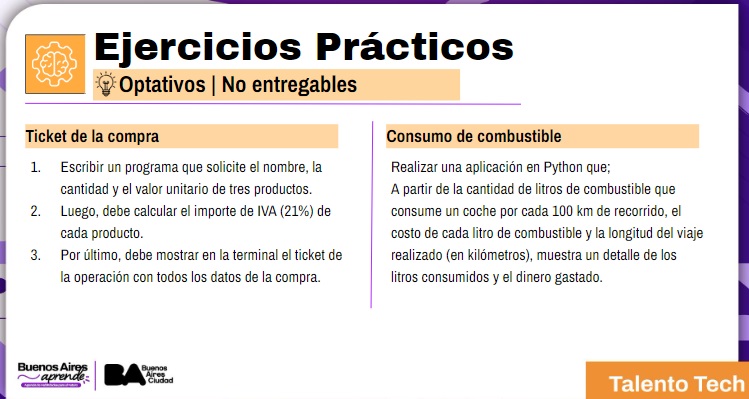 Ejercicios Prácticos
Optativos | No entregables
Ticket de la compra
1. Escribir un programa que solicite el nombre, la
cantidad y el valor unitario de tres productos.
2. Luego, debe calcular el importe de IVA (21%) de
cada producto.
3. Por último, debe mostrar en la terminal el ticket de
la operación con todos los datos de la compra.
Consumo de combustible
Realizar una aplicación en Python que;
A partir de la cantidad de litros de combustible que
consume un coche por cada 100 km de recorrido, el
costo de cada litro de combustible y la longitud del viaje
realizado (en kilómetros), muestra un detalle de los
litros consumidos y el dinero gastado.
Buenos Aires
aprende
BA
Buenos
Aires
Ciudad
Talento Tech